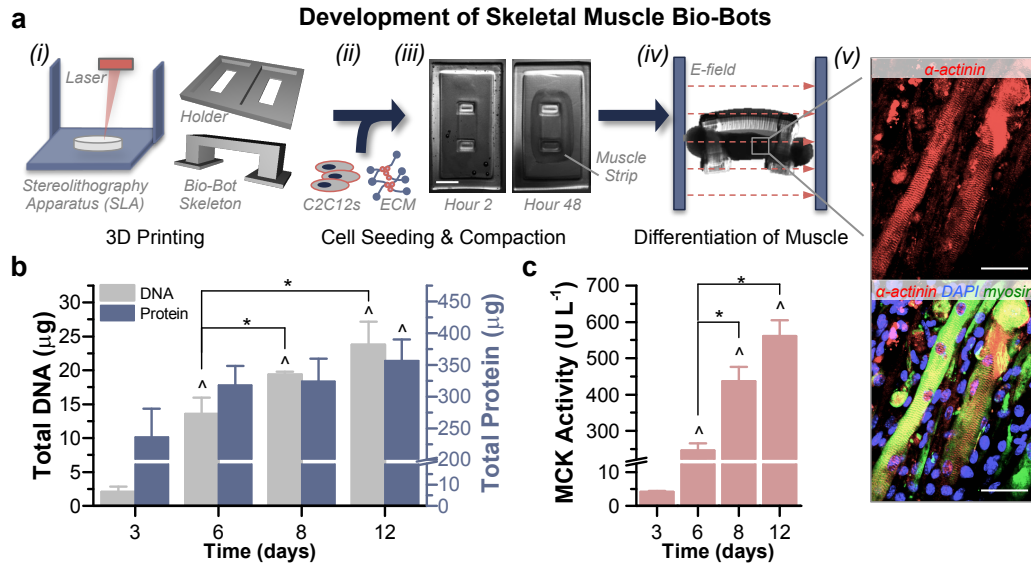 Development of Skeletal Muscle Bio-Bots
a
(i)
Laser
Stereolithography
Apparatus (SLA)
Holder
Bio-Bot
Skeleton
3D Printing
(ii)
C2C12s
ECM
(iii)
Hour 2
Hour 48
Muscle
Strip
Cell Seeding & Compaction
(iv)
E-field
Differentiation of Muscle
(v)
α-actinin
α-actinin DAPI myosin
b
DNA
Protein
Total DNA (µg)
30
25
20
15
10
5
0
Total Protein (µg)
450
400
350
300
250
200
10
0
* *
^ ^ ^ ^
3 6 8 12
Time (days)
c
MCK Activity (U L-1)
700
600
500
400
300
250
10
0
* *
^ ^ ^
3 6 8 12
Time (days)